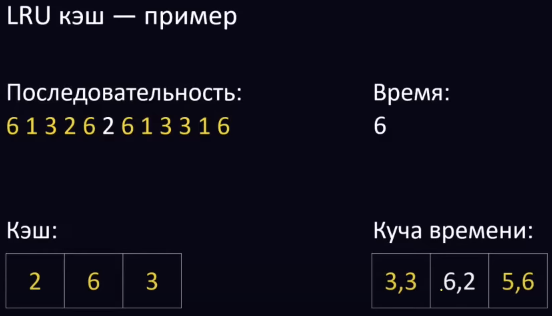 LRU кэш — пример
Последовательность:
6 1 3 2 6 2 6 1 3 3 1 6
Время:
6
Кэш:
2 6 3
Куча времени:
3,3 .6,2 5,6